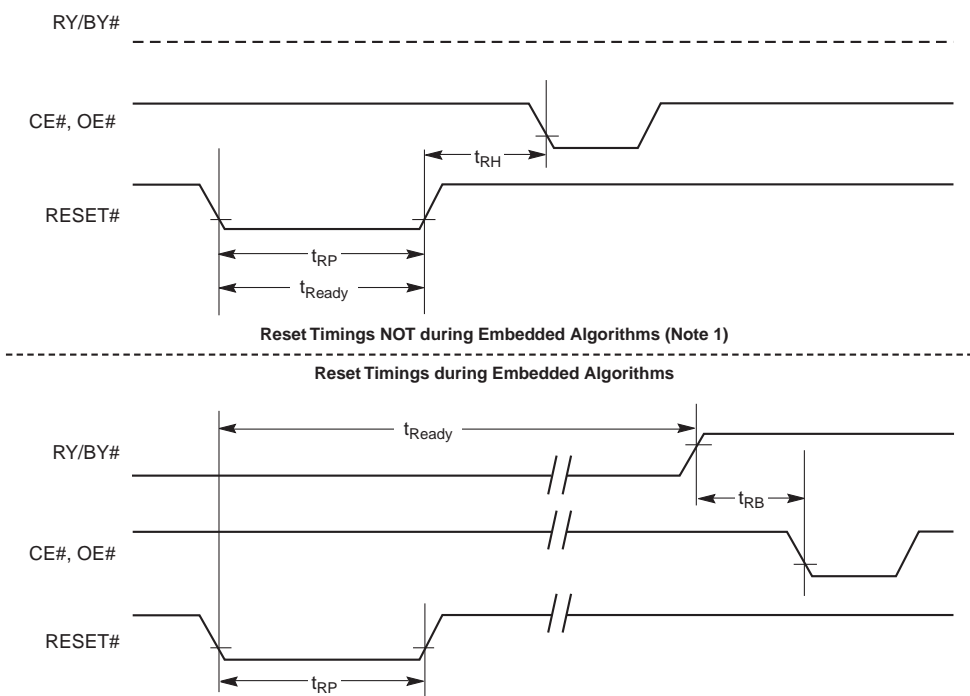 RY/BY#
CE#, OE#
tRH
RESET#
tRP
tReady
Reset Timings NOT during Embedded Algorithms (Note 1)
Reset Timings during Embedded Algorithms
tReady
RY/BY#
tRB
CE#, OE#
RESET#
tRP